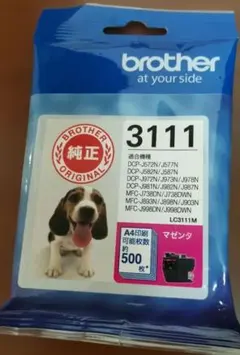 brother
at your side
BROTHER
純正
ORIGINAL
3111
適合機種
DCP-J572N/J577N
DCP-J582N/J587N
DCP-J972N/J973N/J978N
DCP-J981N/J982N/J987N
MFC-J738DN/J738DWN
MFC-J893N/J898N/J903N
MFC-J998DN/J998DWN
LC3111M
A4印刷
可能枚数
約
500
枚*
マゼンタ